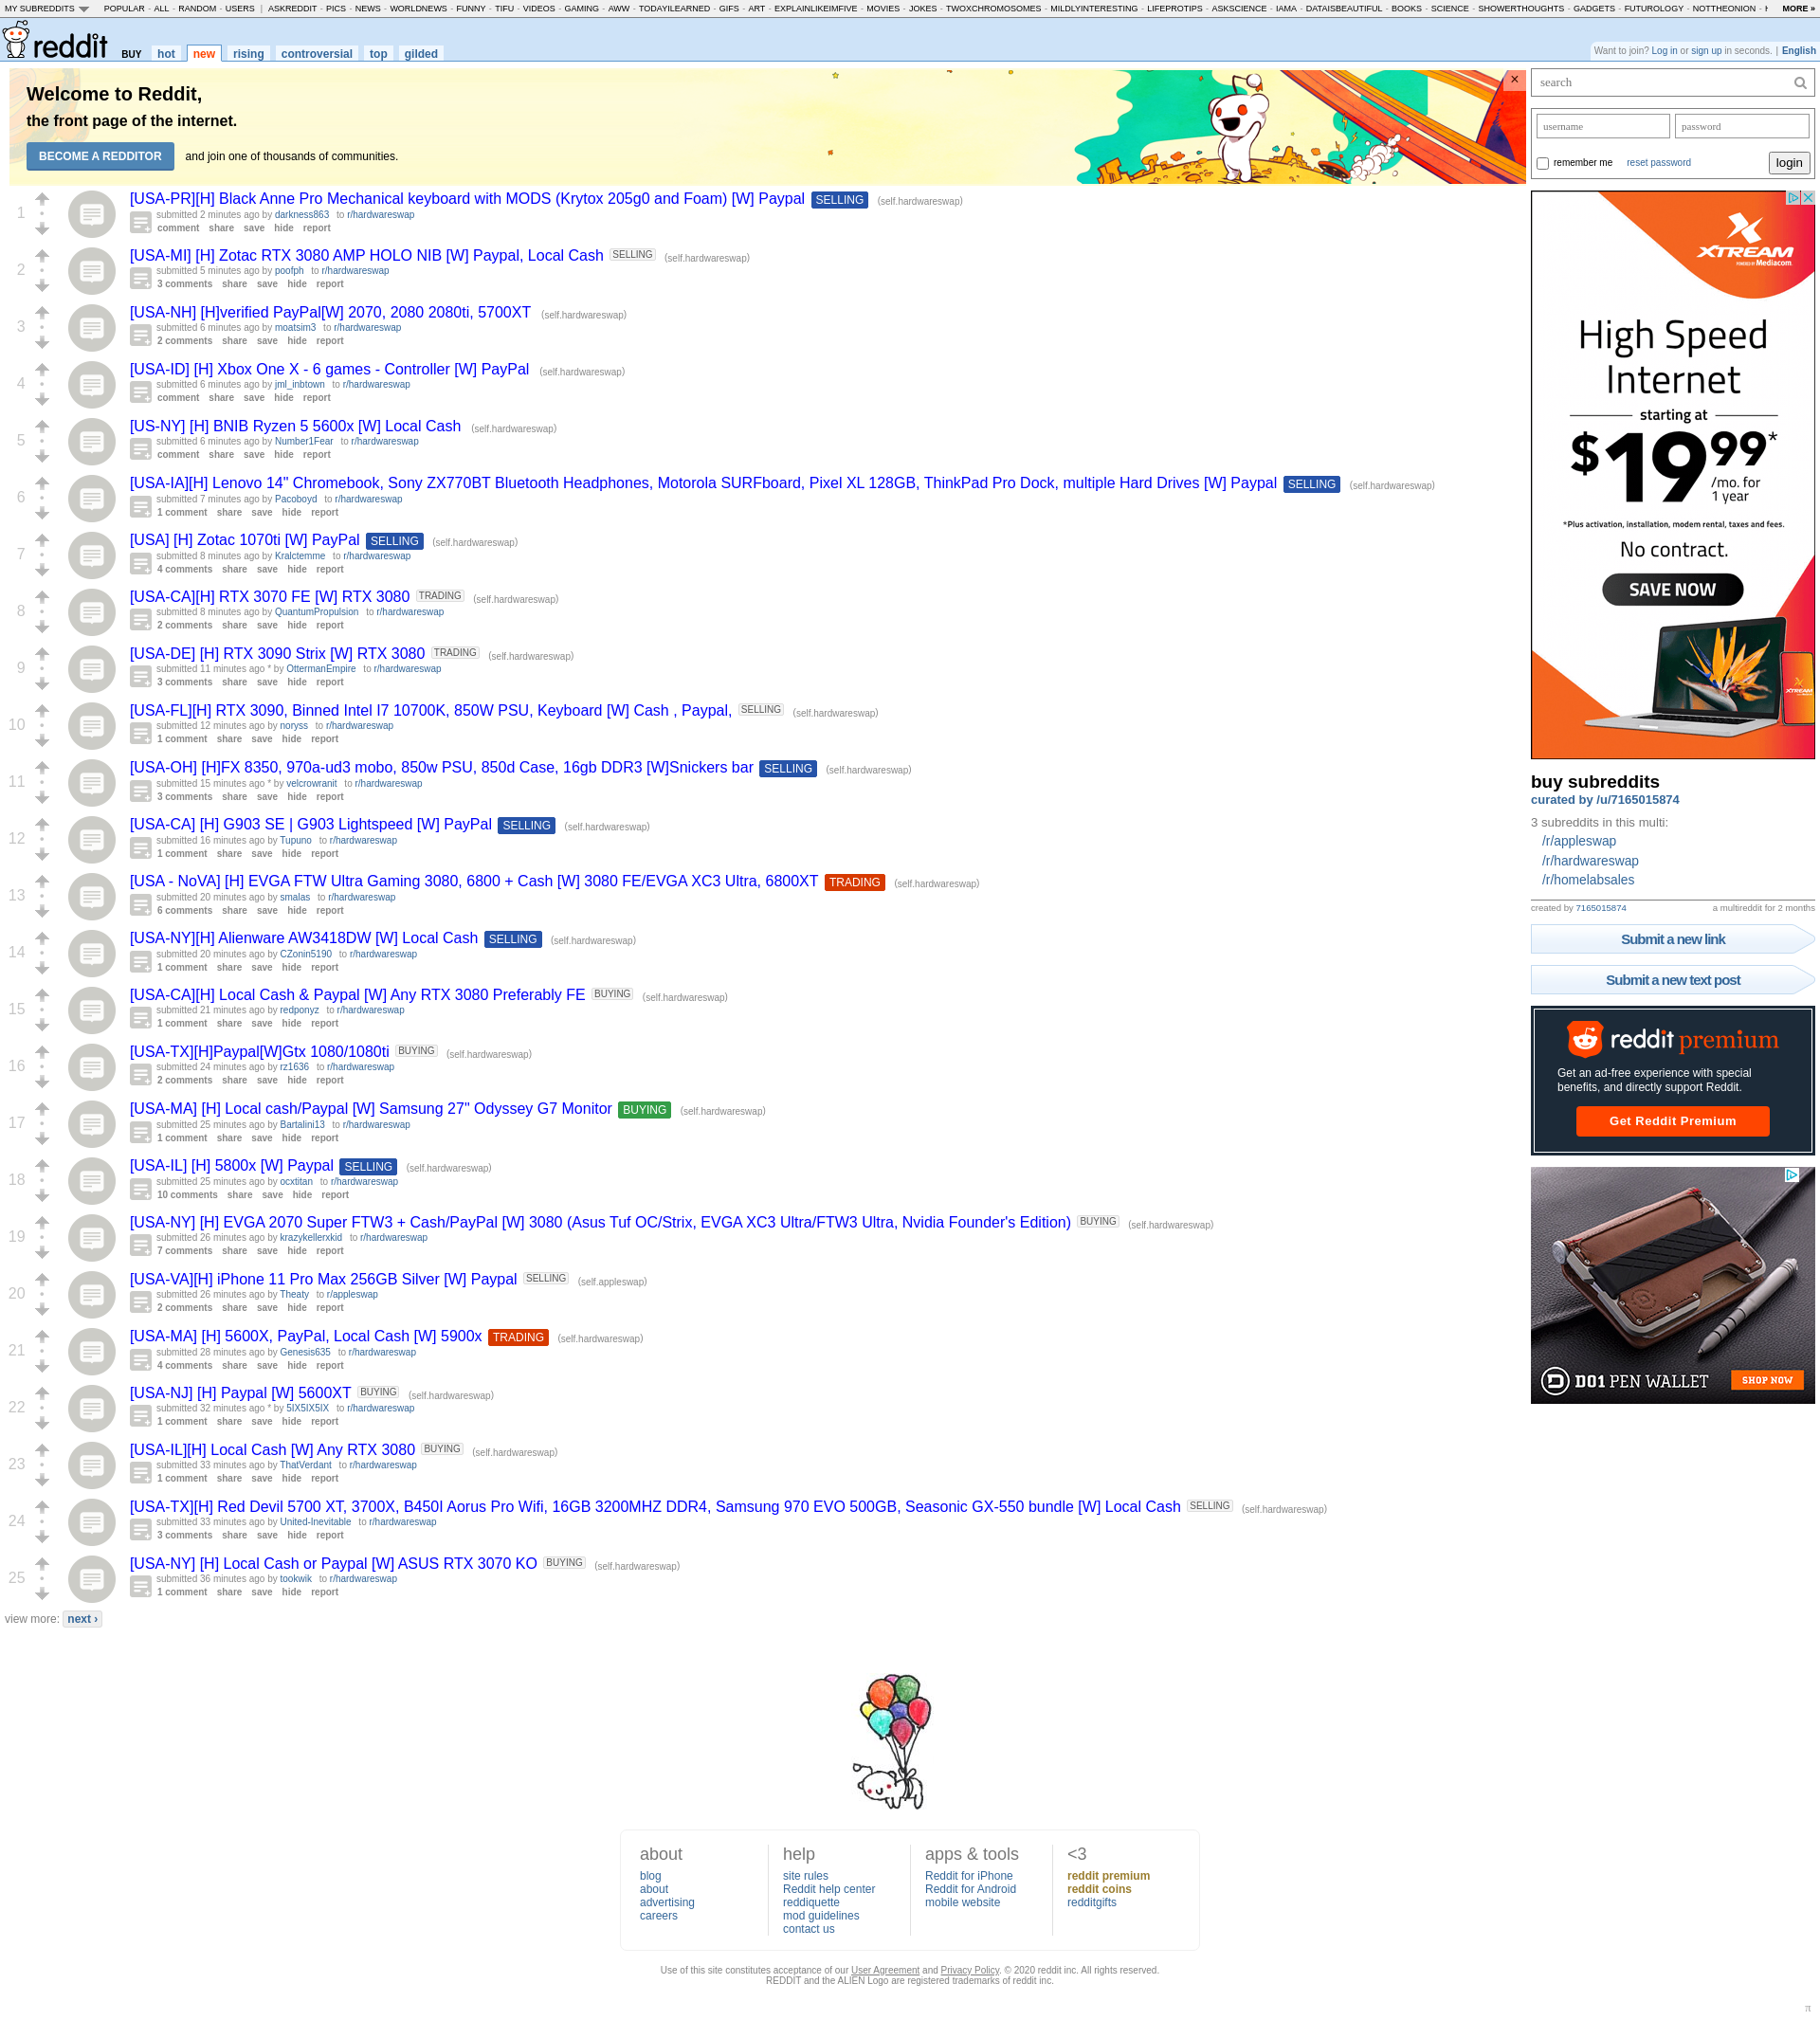 MY SUBREDDITS POPULAR - ALL - RANDOM - USERS | ASKREDDIT - PICS - NEWS - WORLDNEWS - FUNNY - TIFU - VIDEOS - GAMING - AWW - TODAYILEARNED - GIFS - ART - EXPLAINLIKEIMFIVE - MOVIES - JOKES - TWOXCHROMOSOMES - MILDLYINTERESTING - LIFEPROTIPS - ASKSCIENCE - IAMA - DATAISBEAUTIFUL - BOOKS - SCIENCE - SHOWERTHOUGHTS - GADGETS - FUTUROLOGY - NOTTHEONION - MORE »
reddit BUY hot new rising controversial top gilded
Want to join? Log in or sign up in seconds. | English
Welcome to Reddit,
the front page of the internet.
BECOME A REDDITOR and join one of thousands of communities.
×
1
[USA-PR][H] Black Anne Pro Mechanical keyboard with MODS (Krytox 205g0 and Foam) [W] Paypal SELLING (self.hardwareswap)
submitted 2 minutes ago by darkness863 to r/hardwareswap
comment share save hide report
2
[USA-MI] [H] Zotac RTX 3080 AMP HOLO NIB [W] Paypal, Local Cash SELLING (self.hardwareswap)
submitted 5 minutes ago by poofph to r/hardwareswap
3 comments share save hide report
3
[USA-NH] [H]verified PayPal[W] 2070, 2080 2080ti, 5700XT (self.hardwareswap)
submitted 6 minutes ago by moatsim3 to r/hardwareswap
2 comments share save hide report
4
[USA-ID] [H] Xbox One X - 6 games - Controller [W] PayPal (self.hardwareswap)
submitted 6 minutes ago by jml_inbtown to r/hardwareswap
comment share save hide report
5
[US-NY] [H] BNIB Ryzen 5 5600x [W] Local Cash (self.hardwareswap)
submitted 6 minutes ago by Number1Fear to r/hardwareswap
comment share save hide report
6
[USA-IA][H] Lenovo 14" Chromebook, Sony ZX770BT Bluetooth Headphones, Motorola SURFboard, Pixel XL 128GB, ThinkPad Pro Dock, multiple Hard Drives [W] Paypal SELLING (self.hardwareswap)
submitted 7 minutes ago by Pacoboyd to r/hardwareswap
1 comment share save hide report
7
[USA] [H] Zotac 1070ti [W] PayPal SELLING (self.hardwareswap)
submitted 8 minutes ago by Kralctemme to r/hardwareswap
4 comments share save hide report
8
[USA-CA][H] RTX 3070 FE [W] RTX 3080 TRADING (self.hardwareswap)
submitted 8 minutes ago by QuantumPropulsion to r/hardwareswap
2 comments share save hide report
9
[USA-DE] [H] RTX 3090 Strix [W] RTX 3080 TRADING (self.hardwareswap)
submitted 11 minutes ago * by OttermanEmpire to r/hardwareswap
3 comments share save hide report
10
[USA-FL][H] RTX 3090, Binned Intel I7 10700K, 850W PSU, Keyboard [W] Cash , Paypal, SELLING (self.hardwareswap)
submitted 12 minutes ago by noryss to r/hardwareswap
1 comment share save hide report
11
[USA-OH] [H]FX 8350, 970a-ud3 mobo, 850w PSU, 850d Case, 16gb DDR3 [W]Snickers bar SELLING (self.hardwareswap)
submitted 15 minutes ago * by velcrowranit to r/hardwareswap
3 comments share save hide report
12
[USA-CA] [H] G903 SE | G903 Lightspeed [W] PayPal SELLING (self.hardwareswap)
submitted 16 minutes ago by Tupuno to r/hardwareswap
1 comment share save hide report
13
[USA - NoVA] [H] EVGA FTW Ultra Gaming 3080, 6800 + Cash [W] 3080 FE/EVGA XC3 Ultra, 6800XT TRADING (self.hardwareswap)
submitted 20 minutes ago by smalas to r/hardwareswap
6 comments share save hide report
14
[USA-NY][H] Alienware AW3418DW [W] Local Cash SELLING (self.hardwareswap)
submitted 20 minutes ago by CZonin5190 to r/hardwareswap
1 comment share save hide report
15
[USA-CA][H] Local Cash & Paypal [W] Any RTX 3080 Preferably FE BUYING (self.hardwareswap)
submitted 21 minutes ago by redponyz to r/hardwareswap
1 comment share save hide report
16
[USA-TX][H]Paypal[W]Gtx 1080/1080ti BUYING (self.hardwareswap)
submitted 24 minutes ago by rz1636 to r/hardwareswap
2 comments share save hide report
17
[USA-MA] [H] Local cash/Paypal [W] Samsung 27" Odyssey G7 Monitor BUYING (self.hardwareswap)
submitted 25 minutes ago by Bartalini13 to r/hardwareswap
1 comment share save hide report
18
[USA-IL] [H] 5800x [W] Paypal SELLING (self.hardwareswap)
submitted 25 minutes ago by ocxtitan to r/hardwareswap
10 comments share save hide report
19
[USA-NY] [H] EVGA 2070 Super FTW3 + Cash/PayPal [W] 3080 (Asus Tuf OC/Strix, EVGA XC3 Ultra/FTW3 Ultra, Nvidia Founder's Edition) BUYING (self.hardwareswap)
submitted 26 minutes ago by krazykellerxkid to r/hardwareswap
7 comments share save hide report
20
[USA-VA][H] iPhone 11 Pro Max 256GB Silver [W] Paypal SELLING (self.appleswap)
submitted 26 minutes ago by Theaty to r/appleswap
2 comments share save hide report
21
[USA-MA] [H] 5600X, PayPal, Local Cash [W] 5900x TRADING (self.hardwareswap)
submitted 28 minutes ago by Genesis635 to r/hardwareswap
4 comments share save hide report
22
[USA-NJ] [H] Paypal [W] 5600XT BUYING (self.hardwareswap)
submitted 32 minutes ago * by 5IX5IX5IX to r/hardwareswap
1 comment share save hide report
23
[USA-IL][H] Local Cash [W] Any RTX 3080 BUYING (self.hardwareswap)
submitted 33 minutes ago by ThatVerdant to r/hardwareswap
1 comment share save hide report
24
[USA-TX][H] Red Devil 5700 XT, 3700X, B450I Aorus Pro Wifi, 16GB 3200MHZ DDR4, Samsung 970 EVO 500GB, Seasonic GX-550 bundle [W] Local Cash SELLING (self.hardwareswap)
submitted 33 minutes ago by United-Inevitable to r/hardwareswap
3 comments share save hide report
25
[USA-NY] [H] Local Cash or Paypal [W] ASUS RTX 3070 KO BUYING (self.hardwareswap)
submitted 36 minutes ago by tookwik to r/hardwareswap
1 comment share save hide report
view more: next ›
search
username password
remember me reset password login
XTREAM
POWERED BY Mediacom
High Speed
Internet
starting at
$19.99*
/mo. for
1 year
*Plus activation, installation, modem rental, taxes and fees.
No contract.
SAVE NOW
XTREAM
buy subreddits
curated by /u/7165015874
3 subreddits in this multi:
/r/appleswap
/r/hardwareswap
/r/homelabsales
created by 7165015874 a multireddit for 2 months
Submit a new link
Submit a new text post
reddit premium
Get an ad-free experience with special
benefits, and directly support Reddit.
Get Reddit Premium
D01 PEN WALLET SHOP NOW
about
blog
about
advertising
careers
help
site rules
Reddit help center
reddiquette
mod guidelines
contact us
apps & tools
Reddit for iPhone
Reddit for Android
mobile website
<3
reddit premium
reddit coins
redditgifts
Use of this site constitutes acceptance of our User Agreement and Privacy Policy. © 2020 reddit inc. All rights reserved.
REDDIT and the ALIEN Logo are registered trademarks of reddit inc.
π